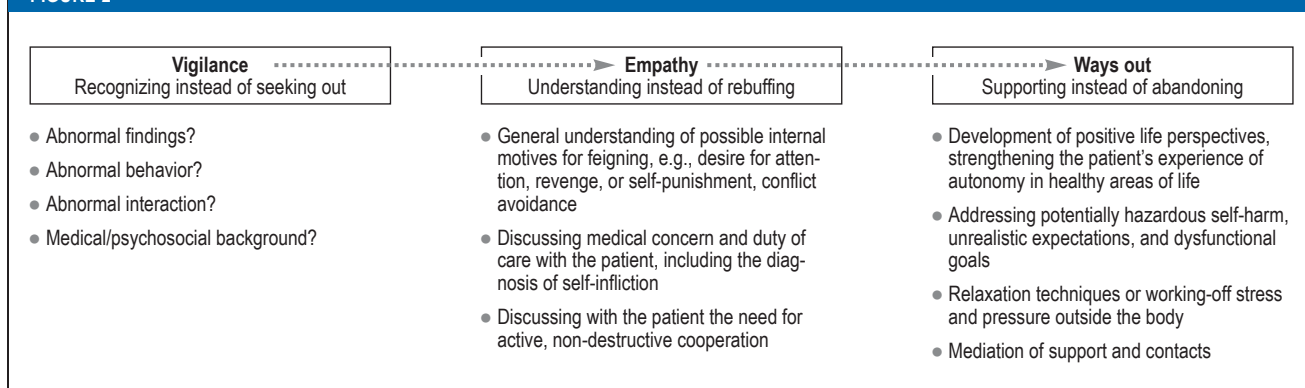 Vigilance
Recognizing instead of seeking out
• Abnormal findings?
• Abnormal behavior?
• Abnormal interaction?
• Medical/psychosocial background?
Empathy
Understanding instead of rebuffing
• General understanding of possible internal
motives for feigning, e.g., desire for atten-
tion, revenge, or self-punishment, conflict
avoidance
• Discussing medical concern and duty of
care with the patient, including the diag-
nosis of self-infliction
• Discussing with the patient the need for
active, non-destructive cooperation
Ways out
Supporting instead of abandoning
• Development of positive life perspectives,
strengthening the patient's experience of
autonomy in healthy areas of life
• Addressing potentially hazardous self-harm,
unrealistic expectations, and dysfunctional
goals
• Relaxation techniques or working-off stress
and pressure outside the body
• Mediation of support and contacts